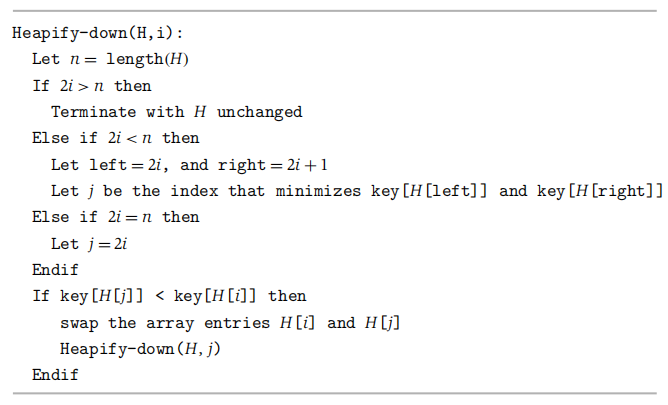 Heapify-down(H,i):
Let n = length(H)
If 2i > n then
Terminate with H unchanged
Else if 2i < n then
Let left = 2i, and right = 2i + 1
Let j be the index that minimizes key[H[left]] and key[H[right]]
Else if 2i = n then
Let j = 2i
Endif
If key[H[j]] < key[H[i]] then
swap the array entries H[i] and H[j]
Heapify-down(H, j)
Endif